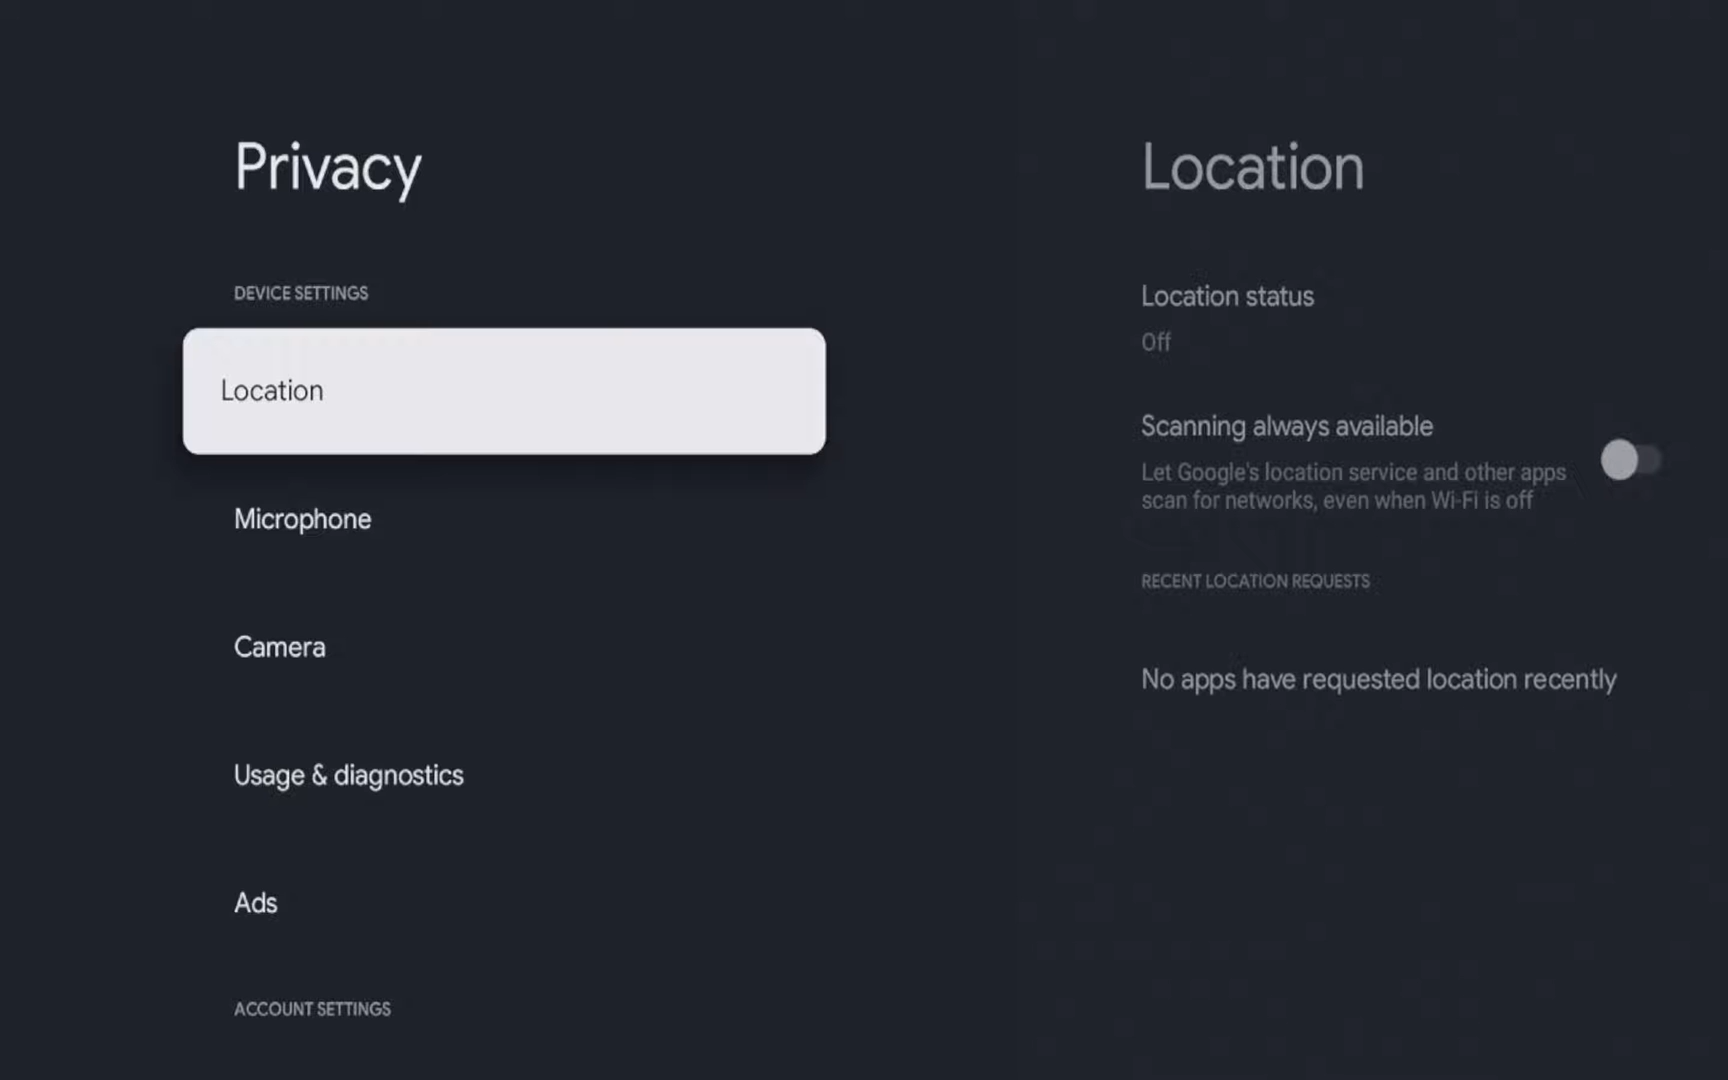 Privacy
DEVICE SETTINGS
Location
Microphone
Camera
Usage & diagnostics
Ads
ACCOUNT SETTINGS
Location
Location status
Off
Scanning always available
Let Google's location service and other apps
scan for networks, even when Wi-Fi is off
RECENT LOCATION REQUESTS
No apps have requested location recently